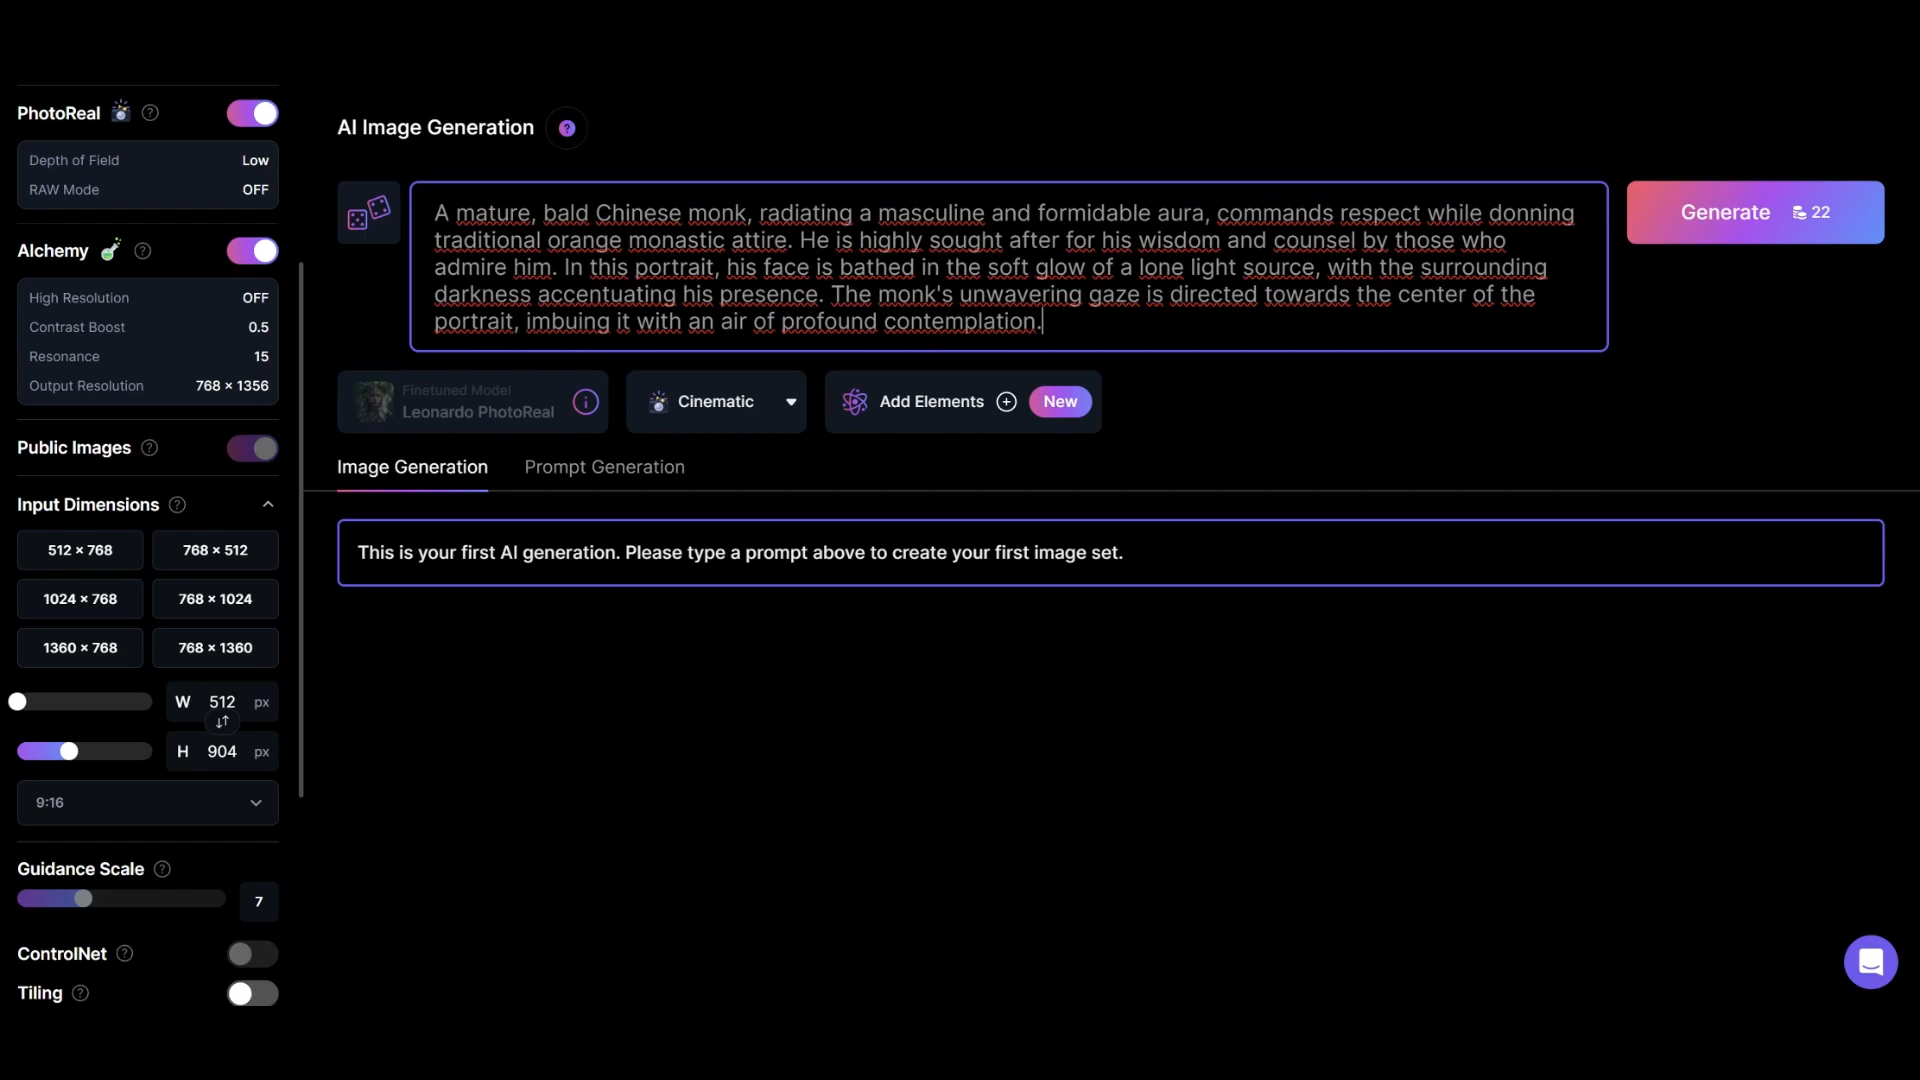 PhotoReal
Depth of Field Low
RAW Mode OFF
Alchemy
High Resolution OFF
Contrast Boost 0.5
Resonance 15
Output Resolution 768 × 1356
Public Images
Input Dimensions
512 × 768 768 × 512
1024 × 768 768 × 1024
1360 × 768 768 × 1360
W 512 px
H 904 px
9:16
Guidance Scale
7
ControlNet
Tiling
AI Image Generation ?
A mature, bald Chinese monk, radiating a masculine and formidable aura, commands respect while donning
traditional orange monastic attire. He is highly sought after for his wisdom and counsel by those who
admire him. In this portrait, his face is bathed in the soft glow of a lone light source, with the surrounding
darkness accentuating his presence. The monk's unwavering gaze is directed towards the center of the
portrait, imbuing it with an air of profound contemplation.
Generate 22
Finetuned Model
Leonardo PhotoReal
Cinematic
Add Elements New
Image Generation Prompt Generation
This is your first AI generation. Please type a prompt above to create your first image set.